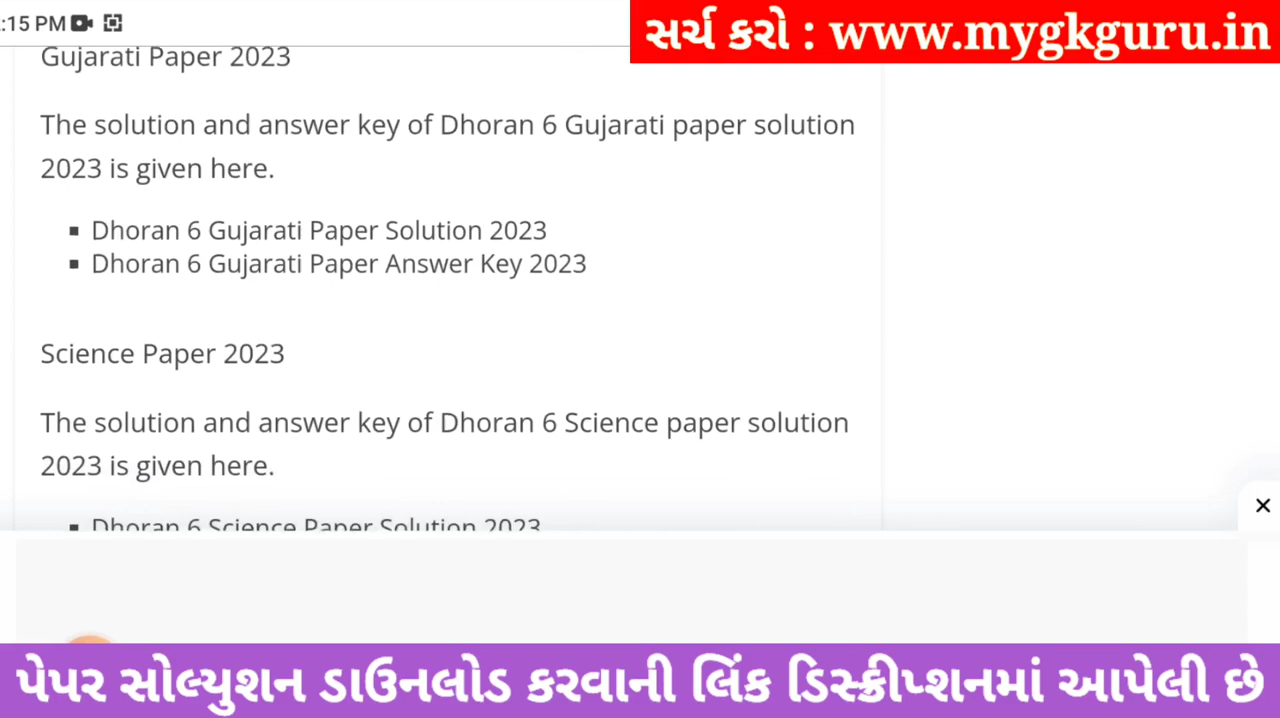 :15 PM
સર્ચ કરો : www.mygkguru.in
Gujarati Paper 2023
The solution and answer key of Dhoran 6 Gujarati paper solution
2023 is given here.
▪ Dhoran 6 Gujarati Paper Solution 2023
▪ Dhoran 6 Gujarati Paper Answer Key 2023
Science Paper 2023
The solution and answer key of Dhoran 6 Science paper solution
2023 is given here.
▪ Dhoran 6 Science Paper Solution 2023
×
પેપર સોલ્યુશન ડાઉનલોડ કરવાની લિંક ડિસ્ક્રીપ્શનમાં આપેલી છે